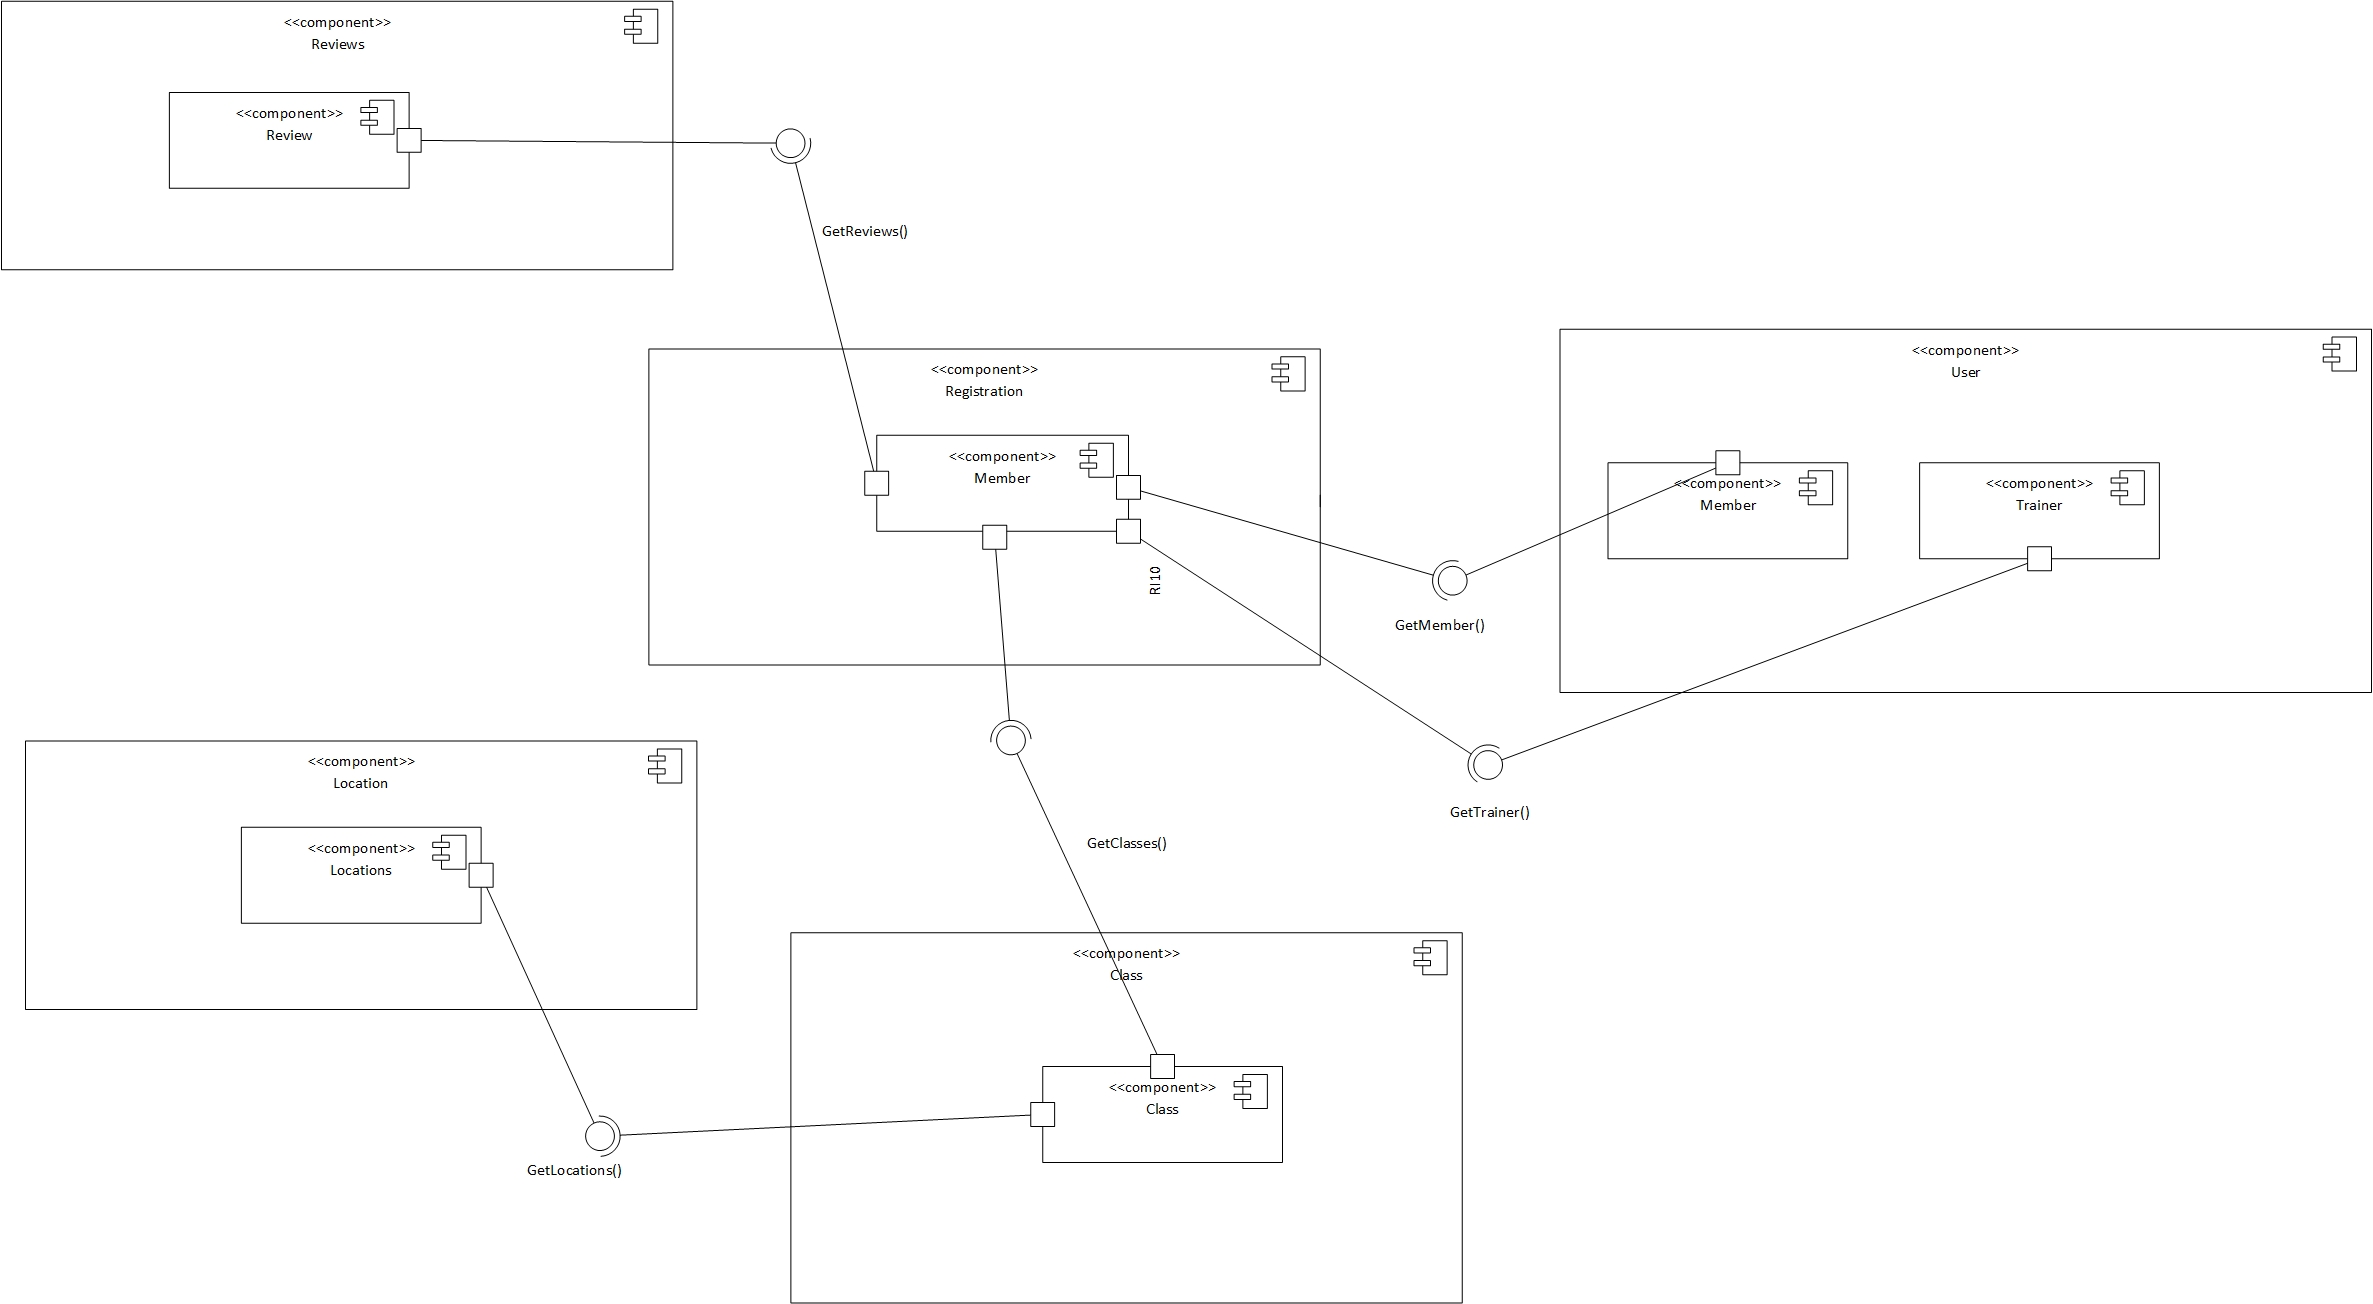 <<component>>
Reviews
<<component>>
Review
GetReviews()
<<component>>
Registration
<<component>>
Member
RI10
<<component>>
User
<<component>>
Member
<<component>>
Trainer
GetMember()
GetTrainer()
<<component>>
Location
<<component>>
Locations
GetClasses()
<<component>>
Class
<<component>>
Class
GetLocations()